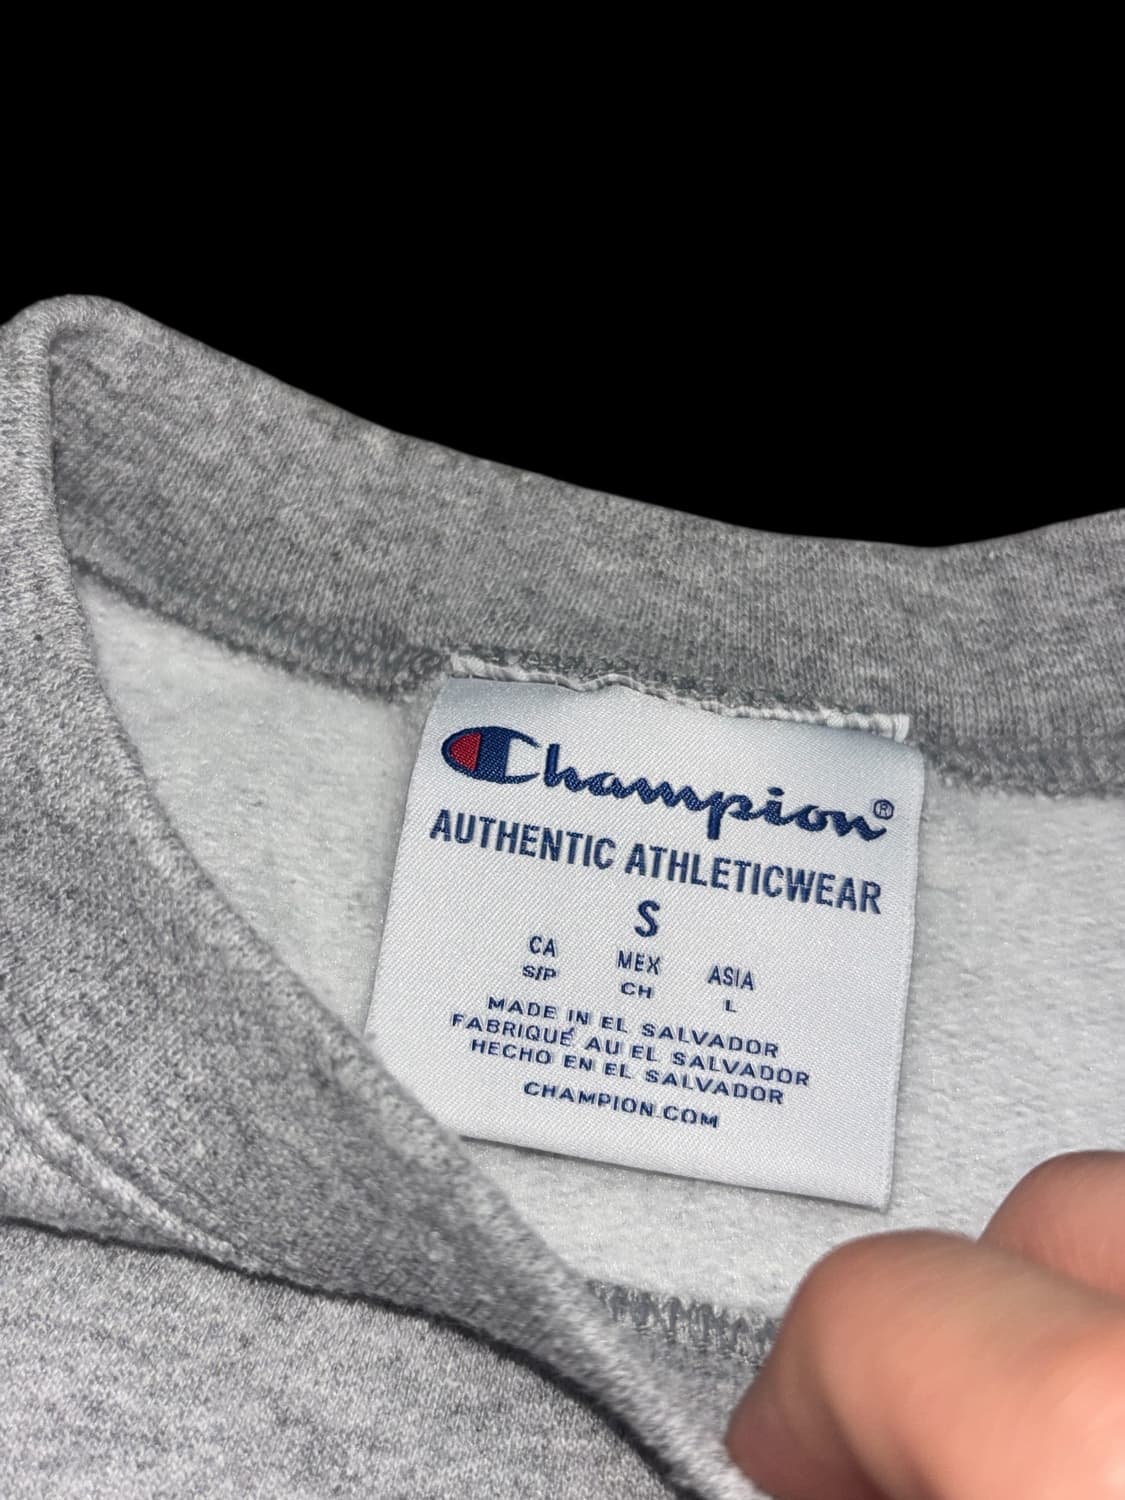 Champion®
AUTHENTIC ATHLETICWEAR
S
CA MEX ASIA
S/P CH L
MADE IN EL SALVADOR
FABRIQUÉ AU EL SALVADOR
HECHO EN EL SALVADOR
CHAMPION.COM